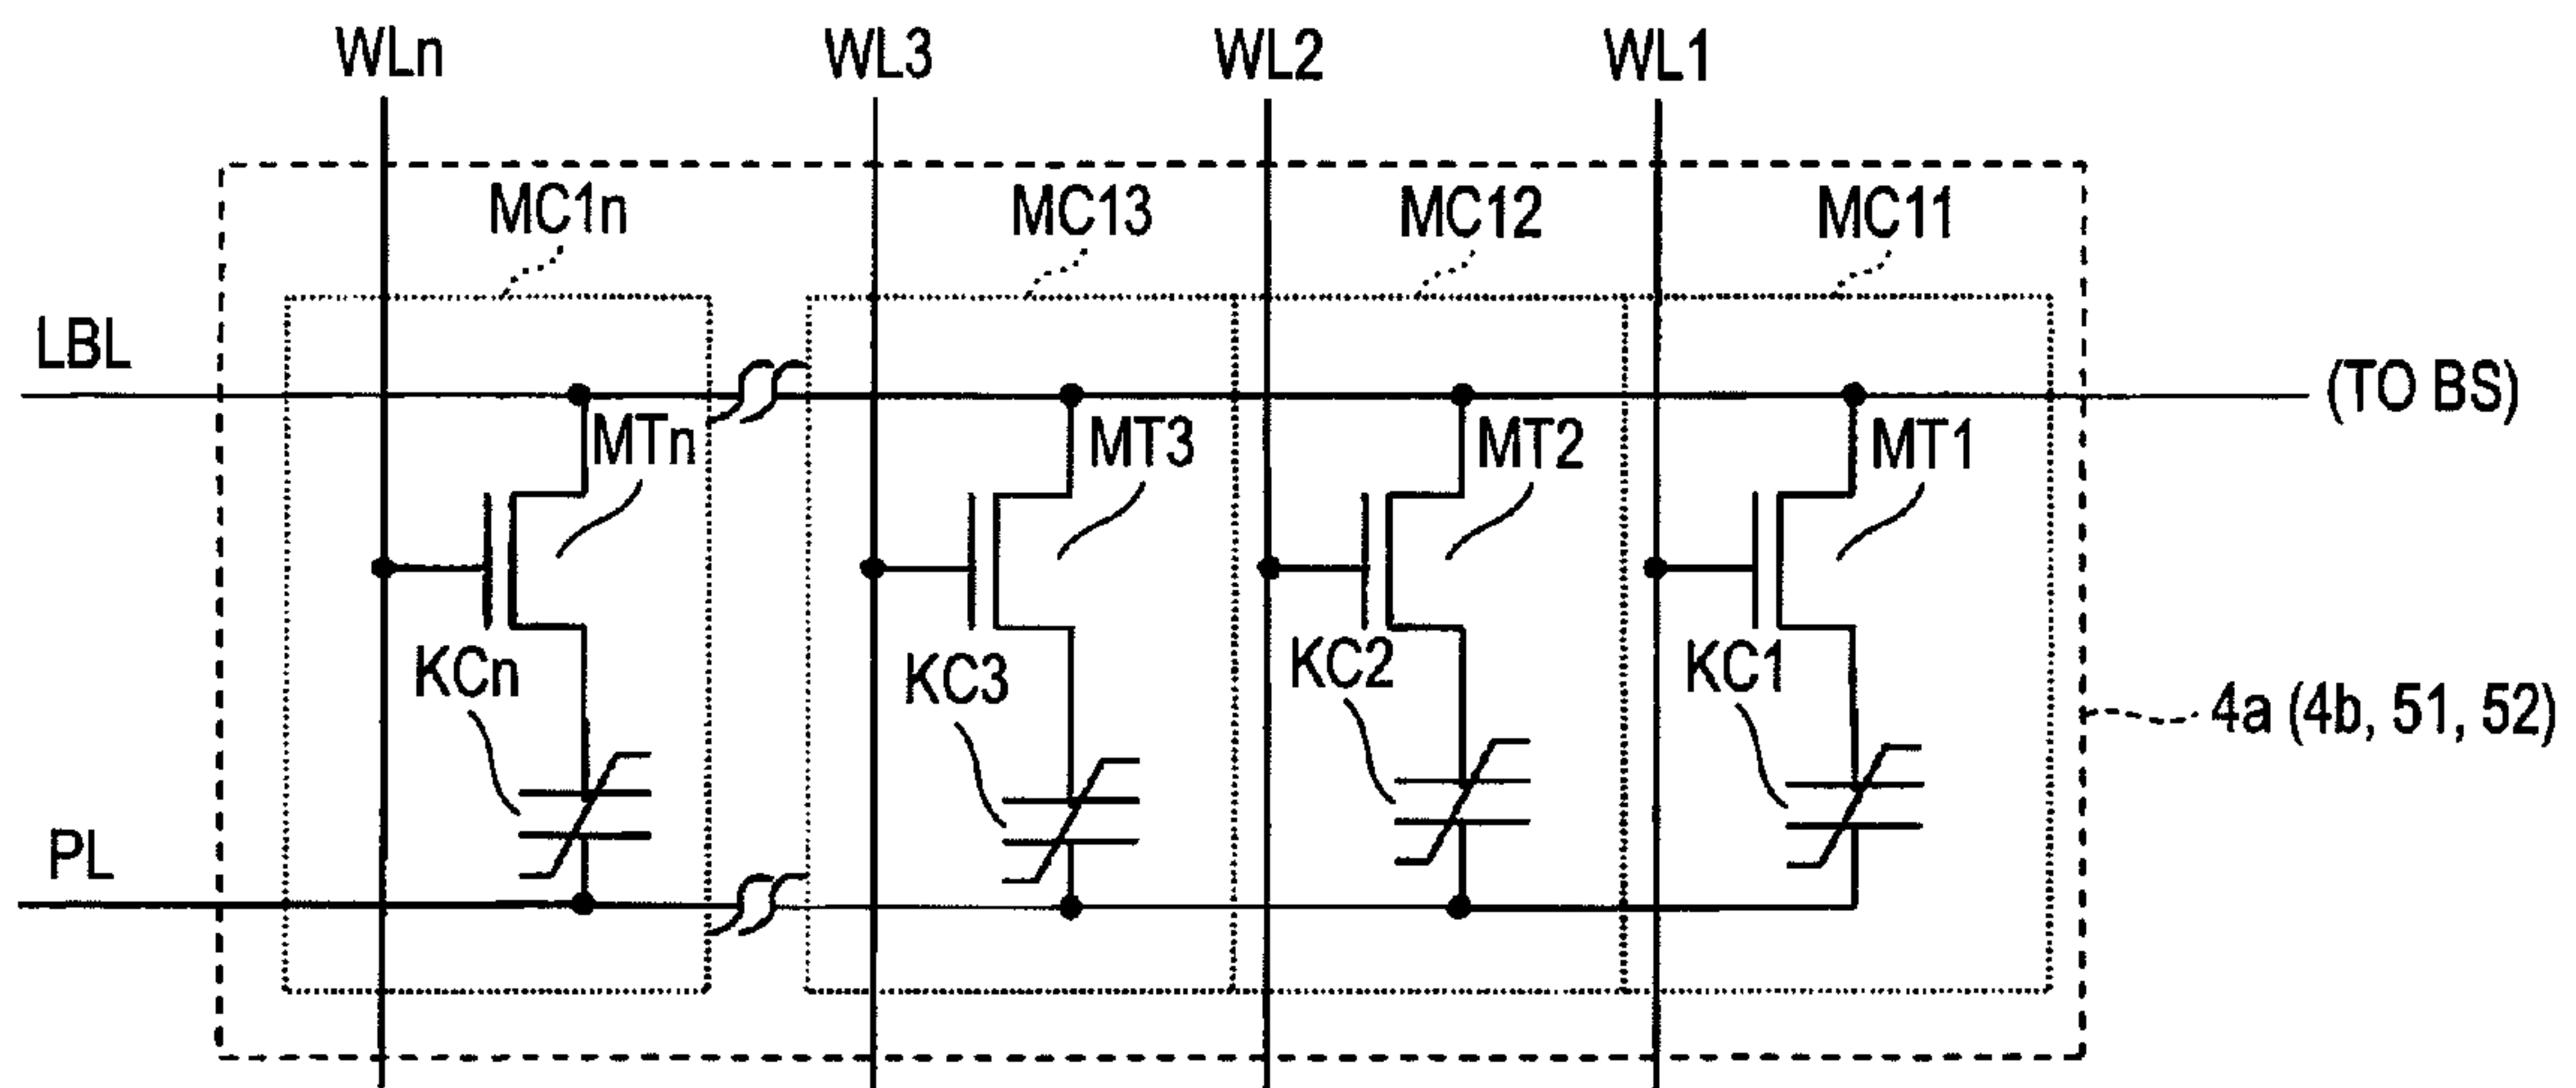 WLn WL3 WL2 WL1
MC1n MC13 MC12 MC11
LBL (TO BS)
MTn MT3 MT2 MT1
KCn KC3 KC2 KC1
4a (4b, 51, 52)
PL